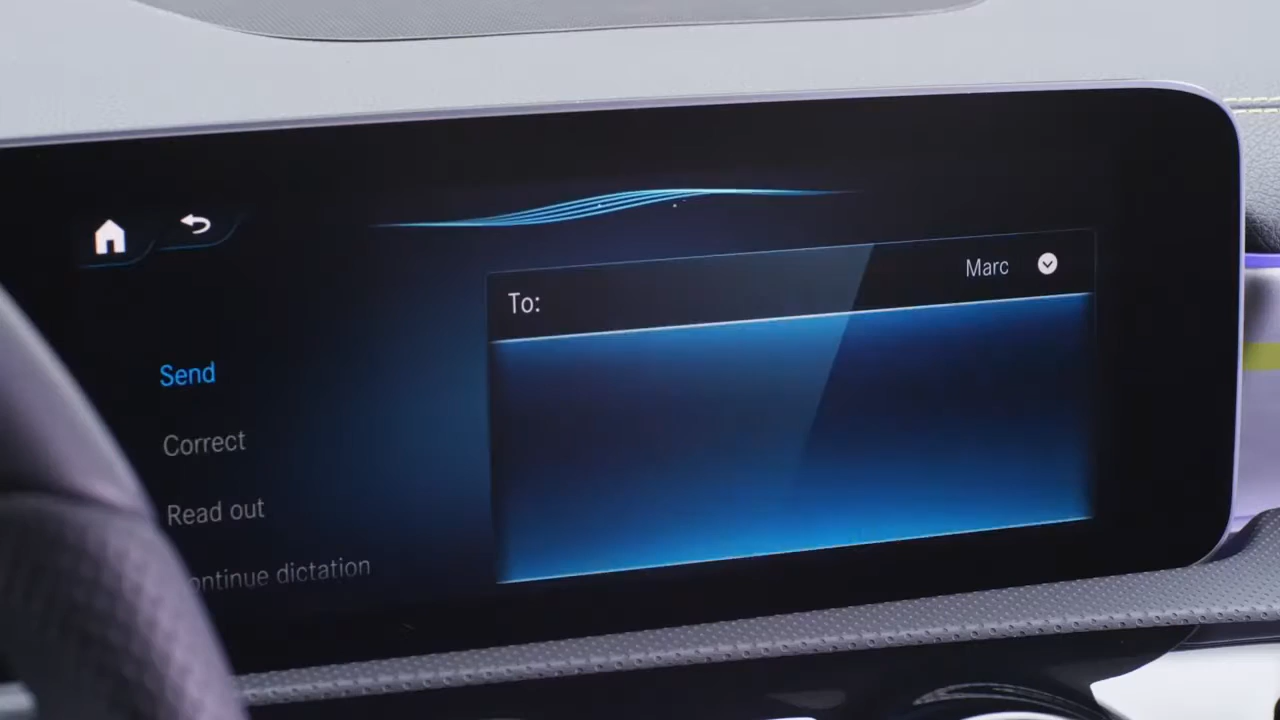 To:
Marc
Send
Correct
Read out
ontinue dictation